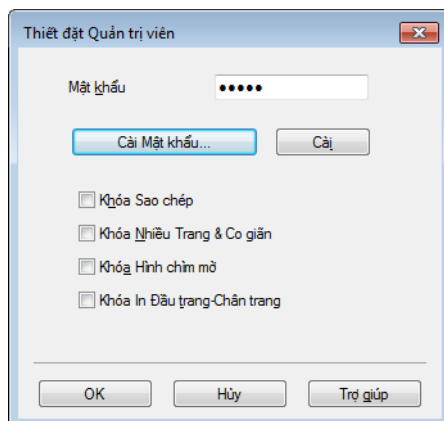 Thiết đặt Quản trị viên
Mật khẩu •••••
Cài Mật khẩu... Cài
Khóa Sao chép
Khóa Nhiều Trang & Co giãn
Khóa Hình chìm mờ
Khóa In Đầu trang-Chân trang
OK Hủy Trợ giúp